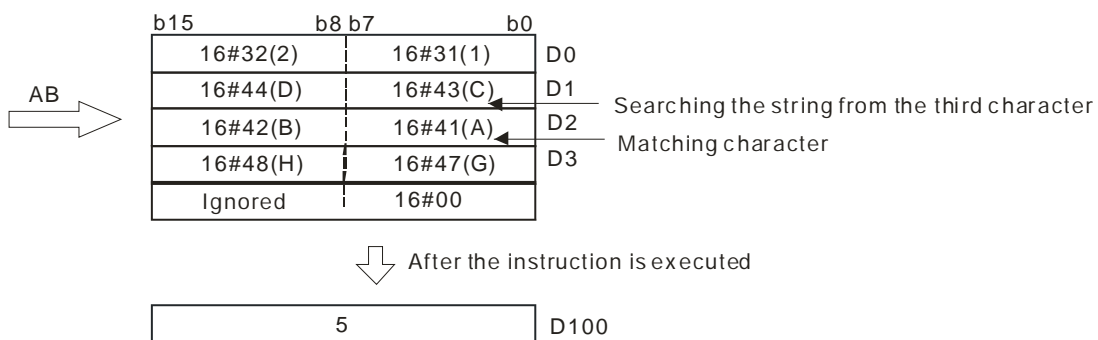 b15 b8 b7 b0
16#32(2) 16#31(1) D0
AB 16#44(D) 16#43(C) D1
Searching the string from the third character
16#42(B) 16#41(A) D2
Matching character
16#48(H) 16#47(G) D3
Ignored 16#00
After the instruction is executed
5 D100